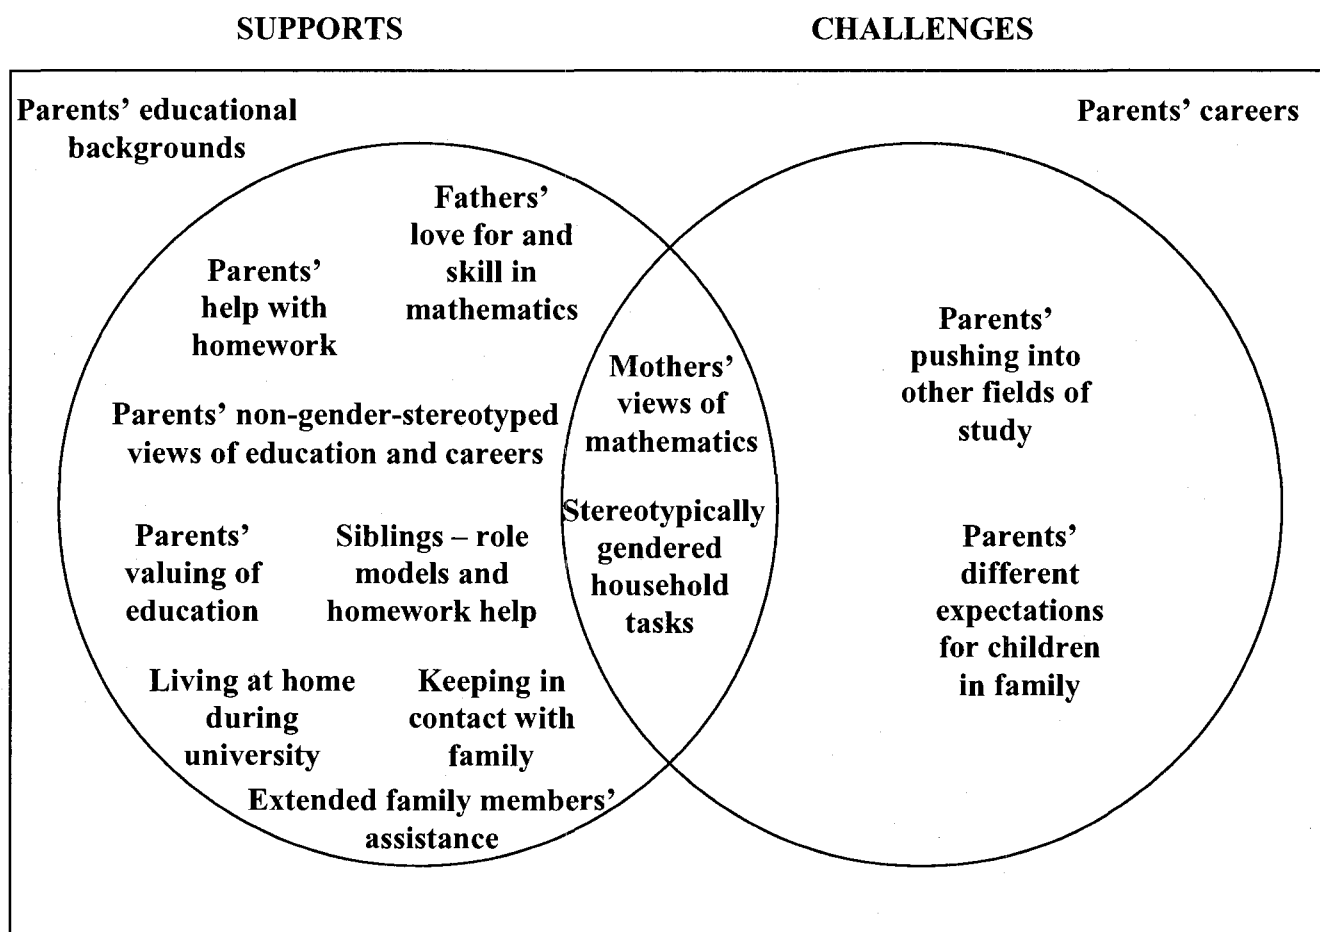 SUPPORTS
CHALLENGES
Parents’ educational
backgrounds
Parents’ careers
Fathers’
love for and
skill in
mathematics
Parents’
help with
homework
Parents’ non-gender-stereotyped
views of education and careers
Parents’
valuing of
education
Siblings – role
models and
homework help
Living at home
during
university
Keeping in
contact with
family
Extended family members’
assistance
Mothers’
views of
mathematics
Stereotypically
gendered
household
tasks
Parents’
pushing into
other fields of
study
Parents’
different
expectations
for children
in family